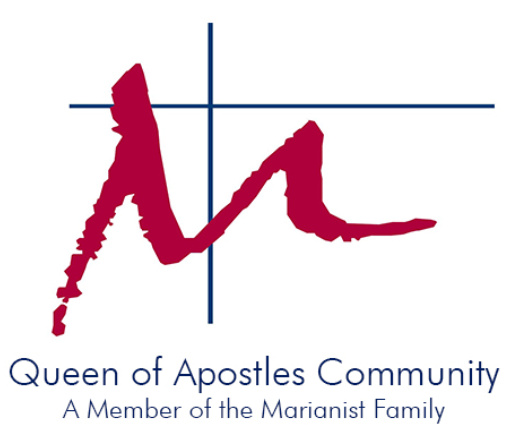 Queen of Apostles Community
A Member of the Marianist Family